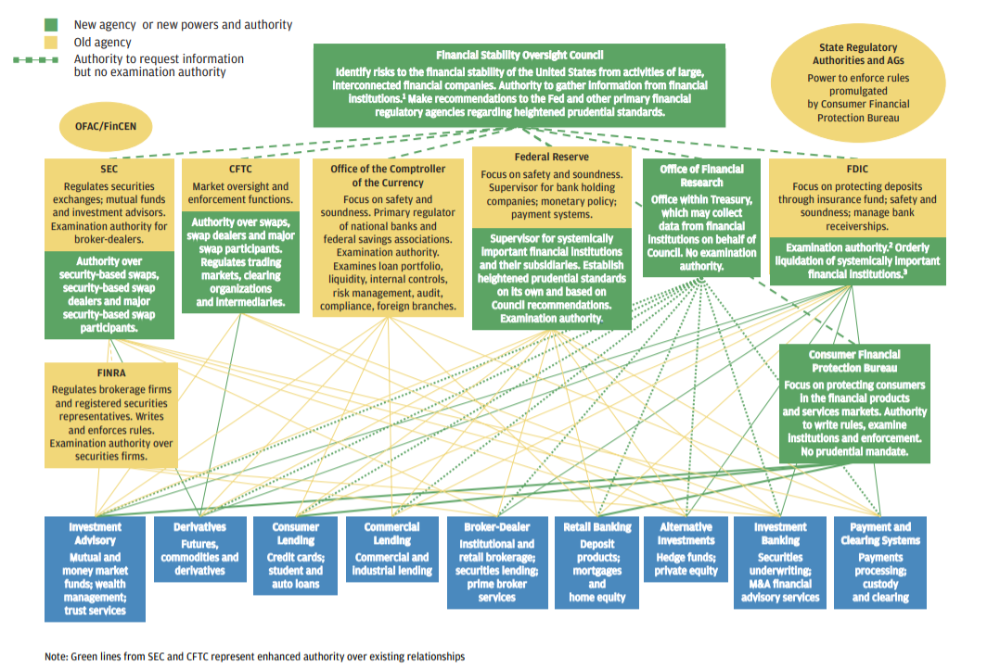 New agency or new powers and authority
Old agency
Authority to request information
but no examination authority
OFAC/FinCEN
Financial Stability Oversight Council
Identify risks to the financial stability of the United States from activities of large,
interconnected financial companies. Authority to gather information from financial
institutions.¹ Make recommendations to the Fed and other primary financial
regulatory agencies regarding heightened prudential standards.
State Regulatory
Authorities and AGs
Power to enforce rules
promulgated
by Consumer Financial
Protection Bureau
SEC
Regulates securities
exchanges; mutual funds
and investment advisors.
Examination authority for
broker-dealers.
Authority over
security-based swaps,
security-based swap
dealers and major
security-based swap
participants.
CFTC
Market oversight and
enforcement functions.
Authority over swaps,
swap dealers and major
swap participants.
Regulates trading
markets, clearing
organizations
and intermediaries.
Office of the Comptroller
of the Currency
Focus on safety and
soundness. Primary regulator
of national banks and
federal savings associations.
Examination authority.
Examines loan portfolio,
liquidity, internal controls,
risk management, audit,
compliance, foreign branches.
Federal Reserve
Focus on safety and soundness.
Supervisor for bank holding
companies; monetary policy;
payment systems.
Supervisor for systemically
important financial institutions
and their subsidiaries. Establish
heightened prudential standards
on its own and based on
Council recommendations.
Examination authority.
Office of Financial
Research
Office within Treasury,
which may collect
data from financial
institutions on behalf of
Council. No examination
authority.
FDIC
Focus on protecting deposits
through insurance fund; safety and
soundness; manage bank
receiverships.
Examination authority.² Orderly
liquidation of systemically important
financial institutions.³
FINRA
Regulates brokerage firms
and registered securities
representatives. Writes
and enforces rules.
Examination authority over
securities firms.
Consumer Financial
Protection Bureau
Focus on protecting consumers
in the financial products
and services markets. Authority
to write rules, examine
institutions and enforcement.
No prudential mandate.
Investment
Advisory
Mutual and
money market
funds; wealth
management;
trust services
Derivatives
Futures,
commodities and
derivatives
Consumer
Lending
Credit cards;
student and
auto loans
Commercial
Lending
Commercial and
industrial lending
Broker-Dealer
Institutional and
retail brokerage;
securities lending;
prime broker
services
Retail Banking
Deposit
products;
mortgages
and
home equity
Alternative
Investments
Hedge funds;
private equity
Investment
Banking
Securities
underwriting;
M&A financial
advisory services
Payment and
Clearing Systems
Payments
processing;
custody
and clearing
Note: Green lines from SEC and CFTC represent enhanced authority over existing relationships